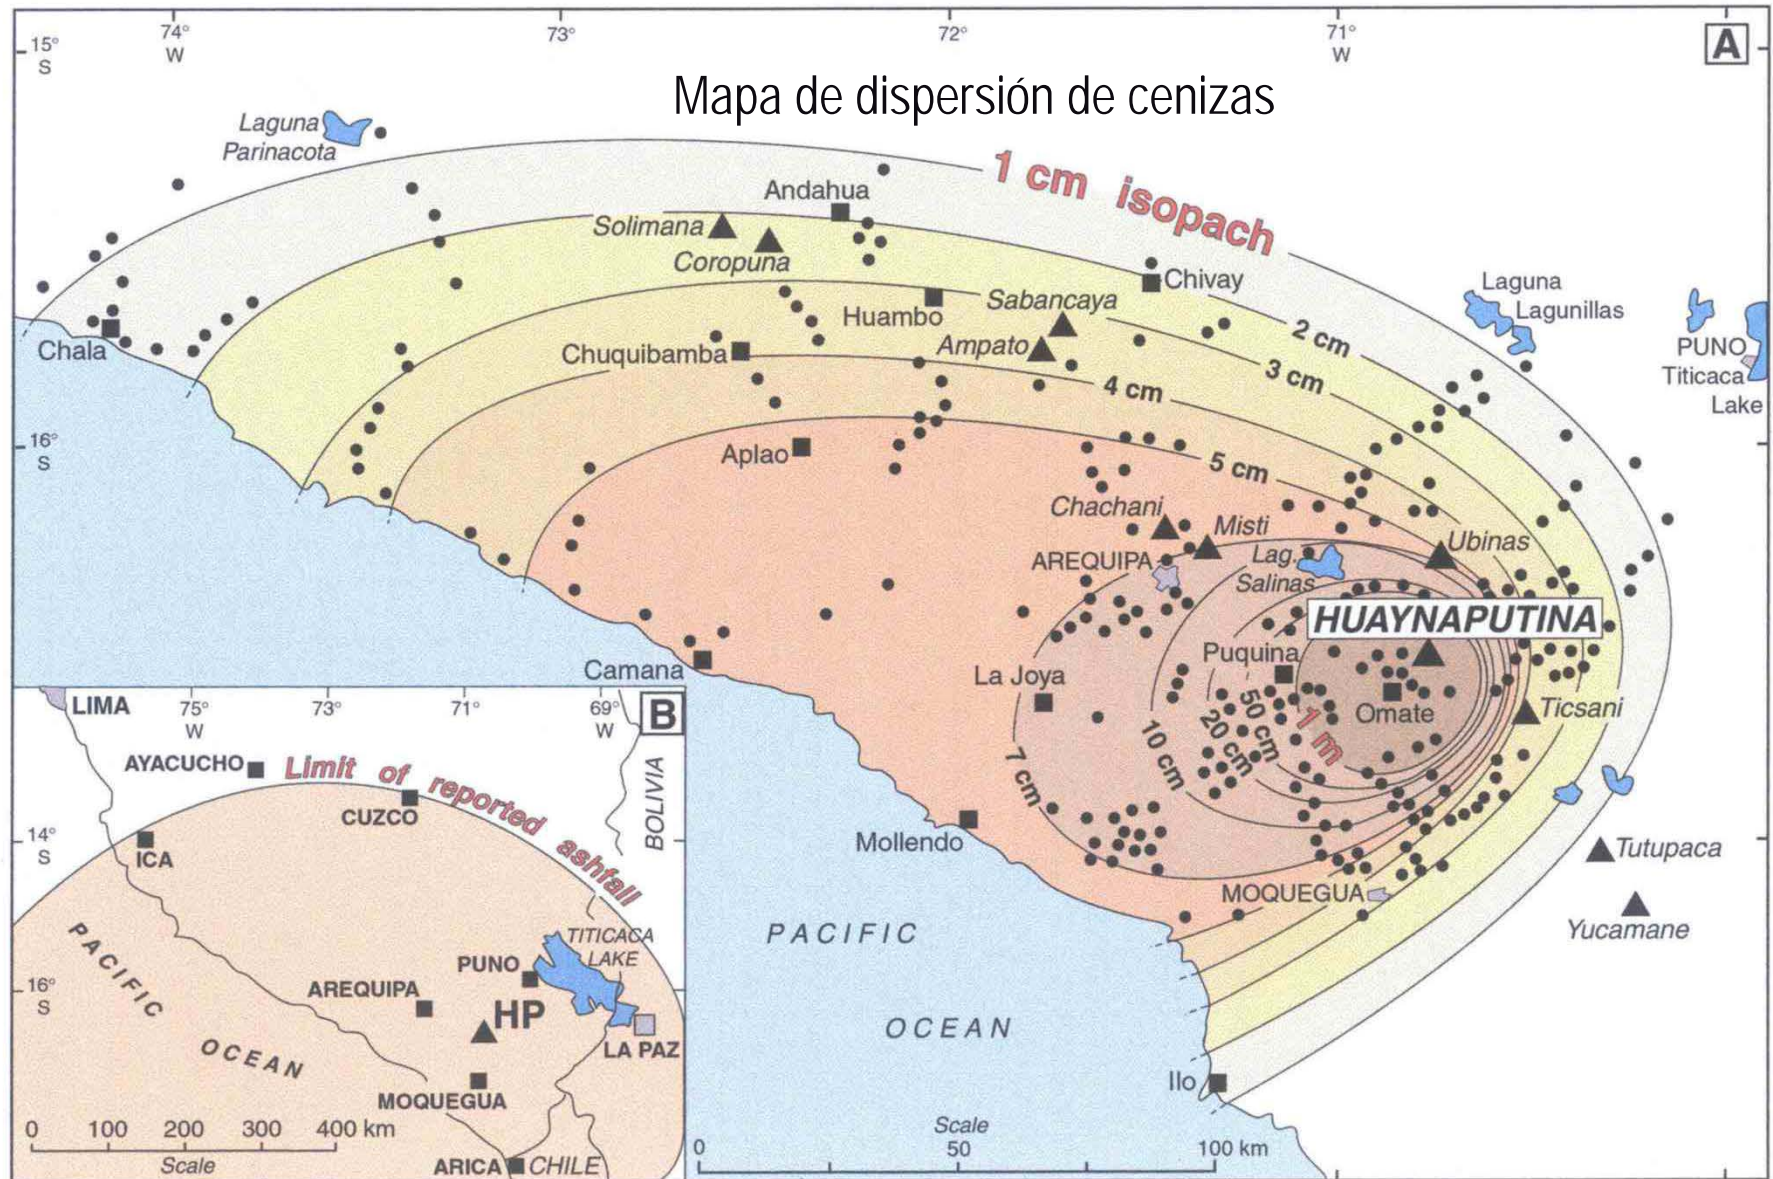 74°
W
73°
72°
71°
W
A
15°
S
Mapa de dispersión de cenizas
Laguna
Parinacota
1 cm isopach
Andahua
Solimana
Coropuna
Chivay
Laguna
Lagunillas
Sabancaya
Huambo
2 cm
Chala
Chuquibamba
Ampato
3 cm
PUNO
Titicaca
Lake
4 cm
16°
S
Aplao
5 cm
Chachani
Misti
Ubinas
AREQUIPA
Lag.
Salinas
HUAYNAPUTINA
Puquina
Camana
La Joya
Omate
Ticsani
7 cm
10 cm
20 cm
50 cm
1 m
Mollendo
Tutupaca
MOQUEGUA
Yucamane
PACIFIC
OCEAN
Ilo
Scale
0
50
100 km
B
LIMA
75°
W
73°
71°
69°
W
AYACUCHO
Limit of reported ashfall
BOLIVIA
CUZCO
14°
S
ICA
TITICACA
LAKE
PUNO
PACIFIC
OCEAN
AREQUIPA
16°
S
HP
LA PAZ
MOQUEGUA
0
100
200
300
400 km
Scale
ARICA
CHILE